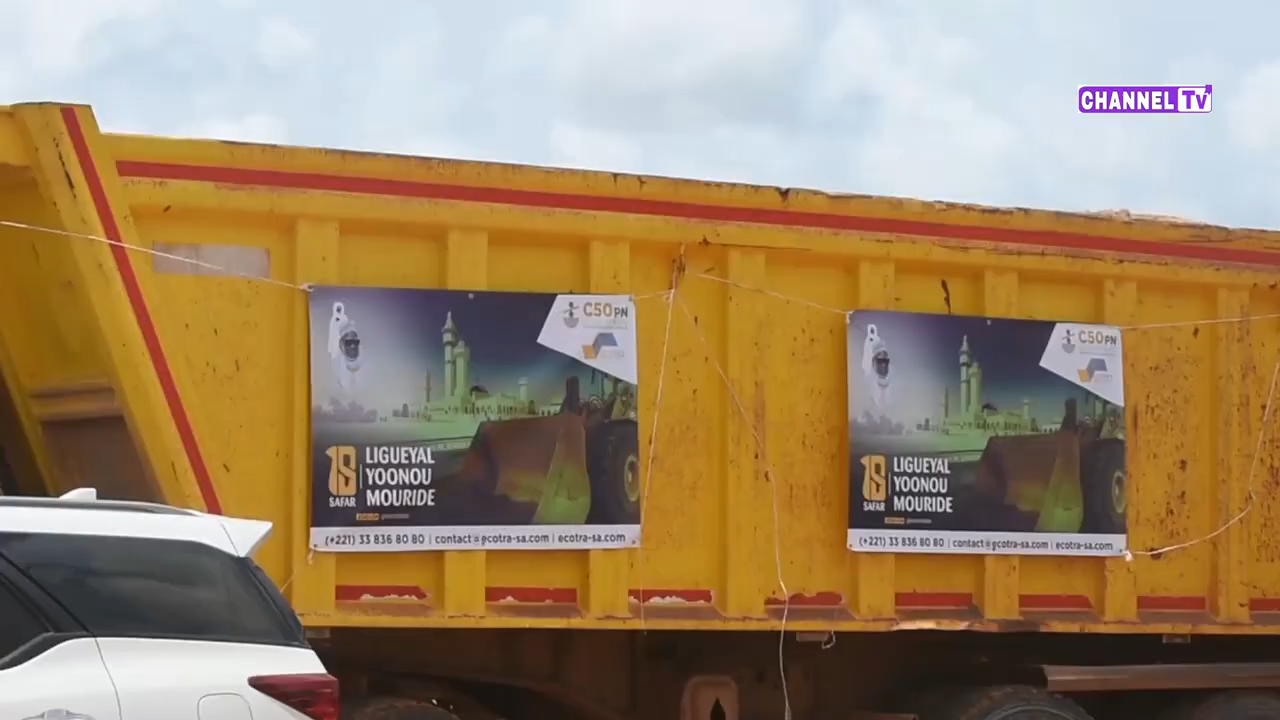 CHANNEL TV
C50PN
18
SAFAR
LIGUEYAL
YOONOU
MOURIDE
(+221) 33 836 80 80 | contact@ecotra-sa.com | ecotra-sa.com
C50PN
18
SAFAR
LIGUEYAL
YOONOU
MOURIDE
(+221) 33 836 80 80 | contact@ecotra-sa.com | ecotra-sa.com